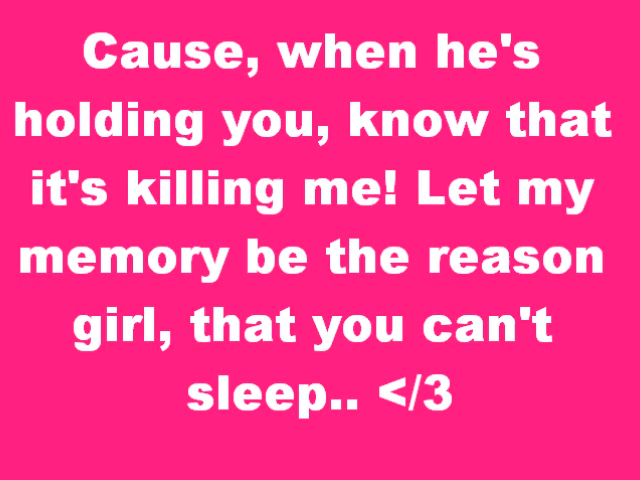 Cause, when he's
holding you, know that
it's killing me! Let my
memory be the reason
girl, that you can't
sleep.. </3